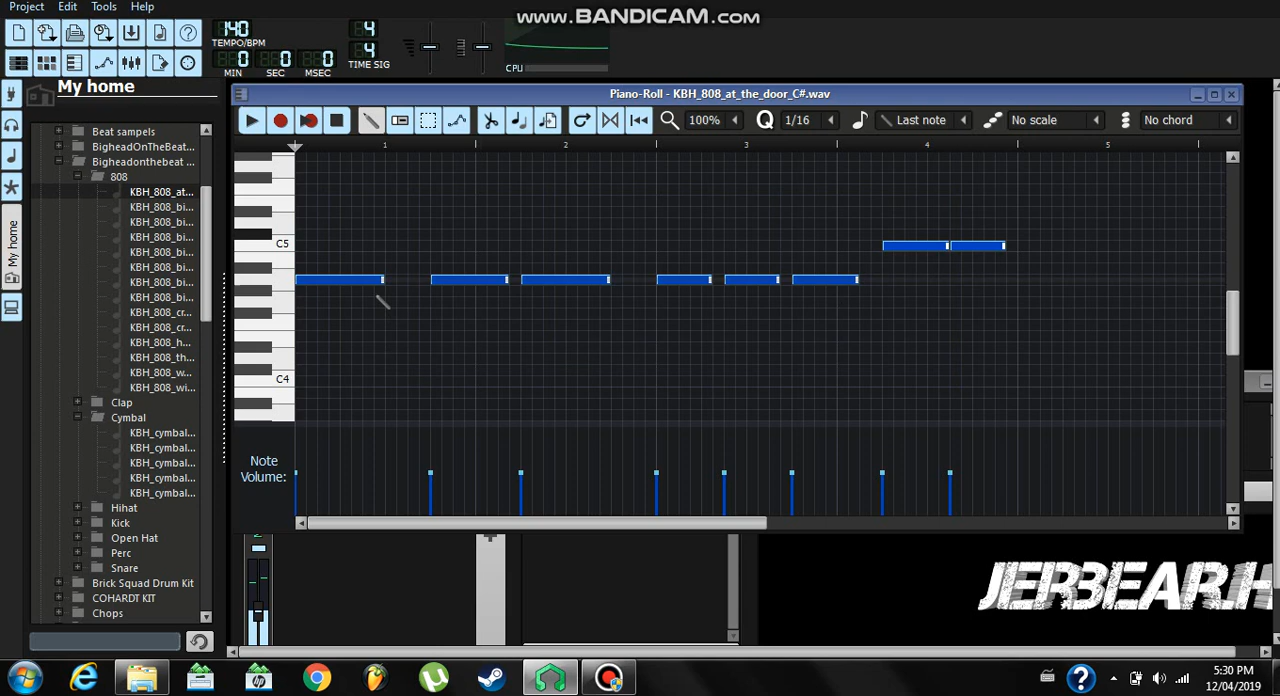 www.BANDICAM.com
Project Edit Tools Help
140
TEMPO/BPM
4
4
TIME SIG
0 0 0
MIN SEC MSEC
CPU
My home
My home
Beat sampels
BigheadOnTheBeat...
Bigheadonthebeat ...
808
KBH_808_at...
KBH_808_bi...
KBH_808_bi...
KBH_808_bi...
KBH_808_bi...
KBH_808_bi...
KBH_808_bi...
KBH_808_bi...
KBH_808_cr...
KBH_808_cr...
KBH_808_h...
KBH_808_th...
KBH_808_w...
KBH_808_wi...
Clap
Cymbal
KBH_cymbal...
KBH_cymbal...
KBH_cymbal...
KBH_cymbal...
KBH_cymbal...
Hihat
Kick
Open Hat
Perc
Snare
Brick Squad Drum Kit
COHARDT KIT
Chops
Piano-Roll - KBH_808_at_the_door_C#.wav
100% Q 1/16 Last note No scale No chord
1 2 3 4 5
C5
C4
Note
Volume:
JERBEAR.H
5:30 PM
12/04/2019